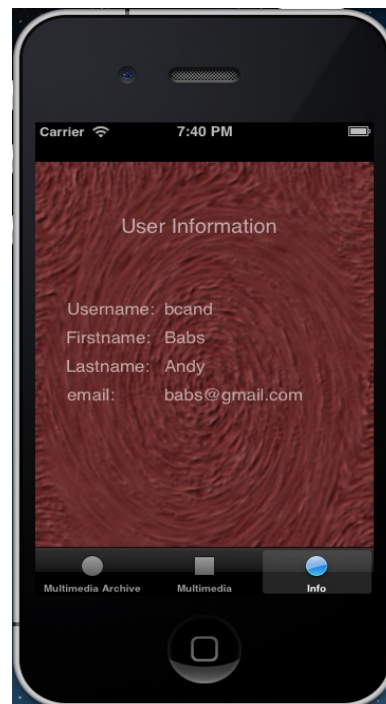 Carrier 7:40 PM
User Information
Username: bcand
Firstname: Babs
Lastname: Andy
email: babs@gmail.com
Multimedia Archive Multimedia Info